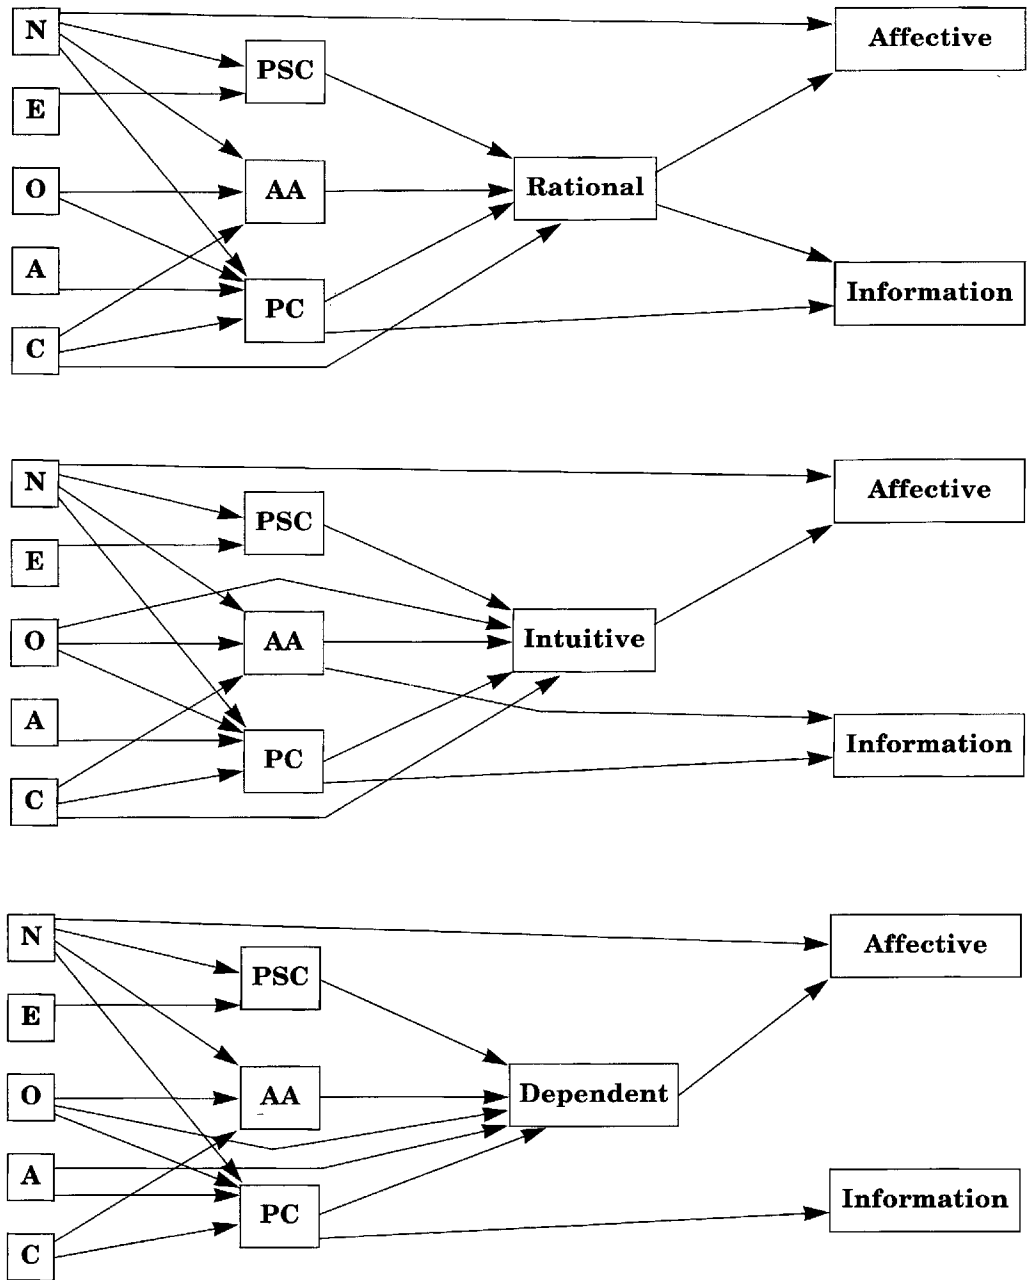 N
Affective
PSC
E
O
AA
Rational
A
PC
Information
C
N
Affective
PSC
E
O
AA
Intuitive
A
PC
Information
C
N
Affective
PSC
E
O
AA
Dependent
A
PC
Information
C